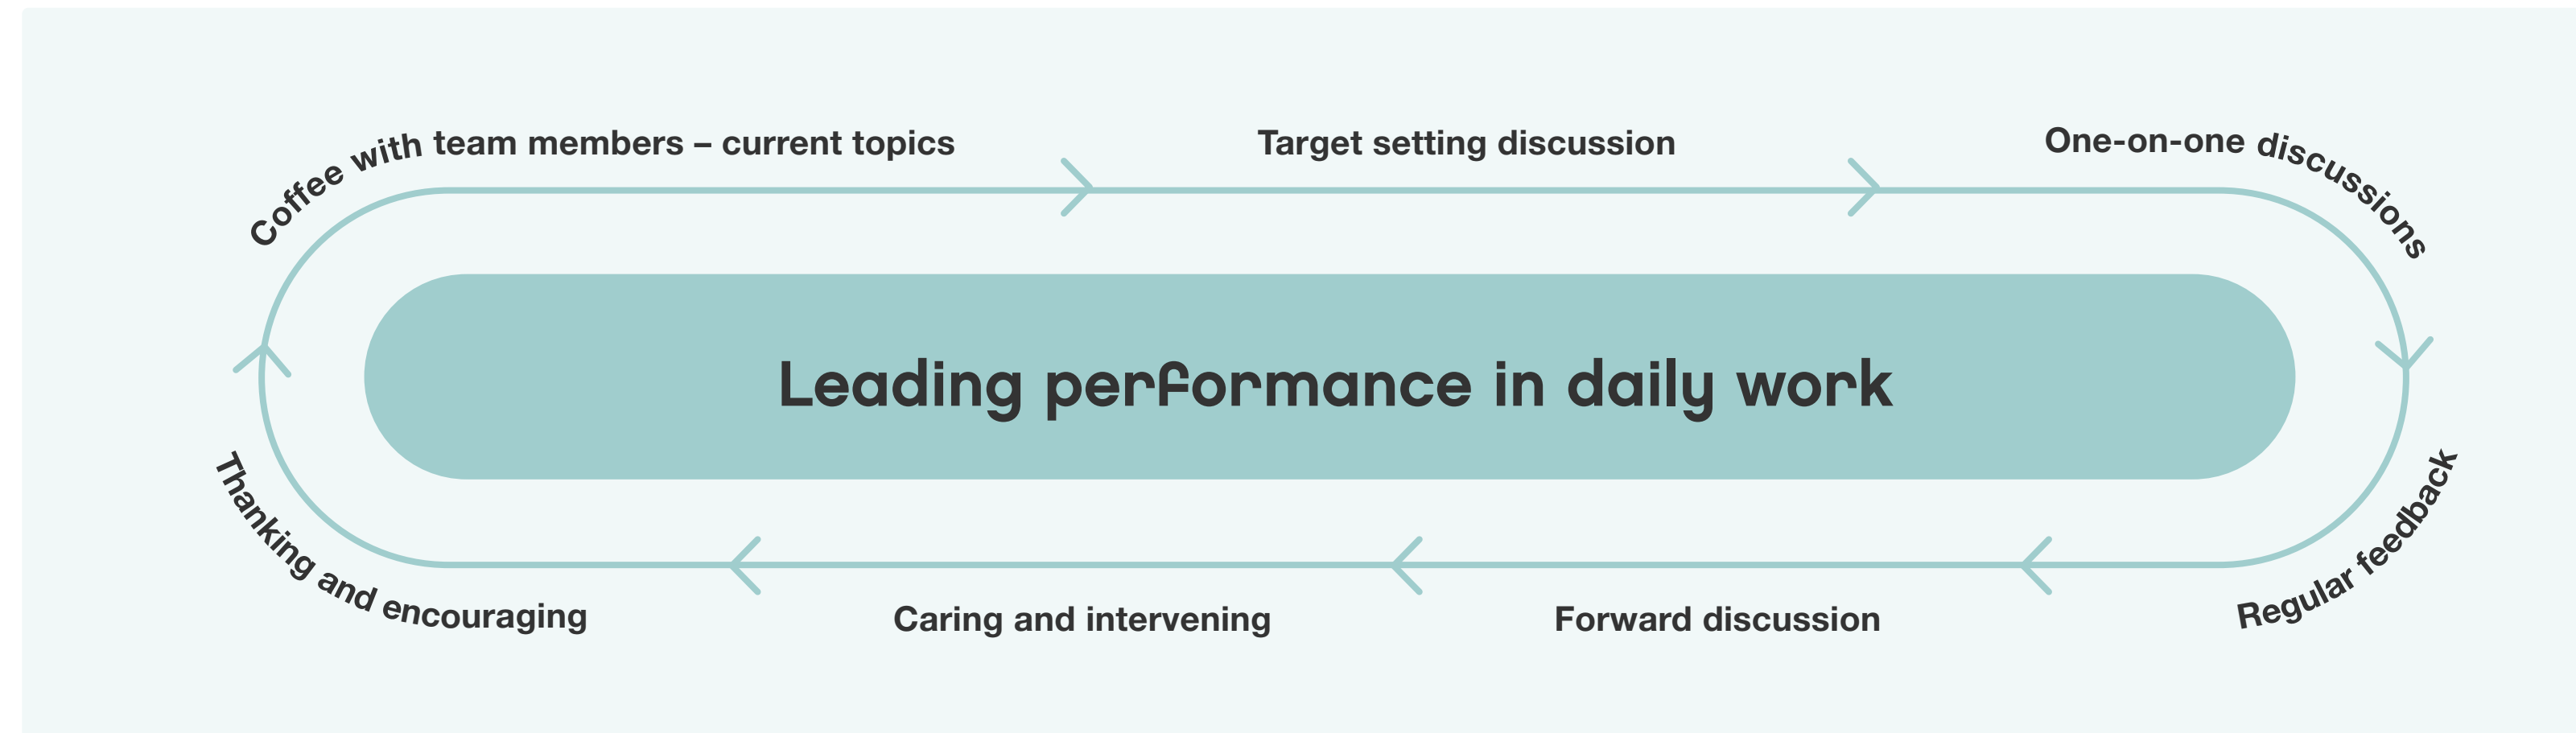 Coffee with team members – current topics
Target setting discussion
One-on-one discussions
Leading performance in daily work
Regular feedback
Forward discussion
Caring and intervening
Thanking and encouraging